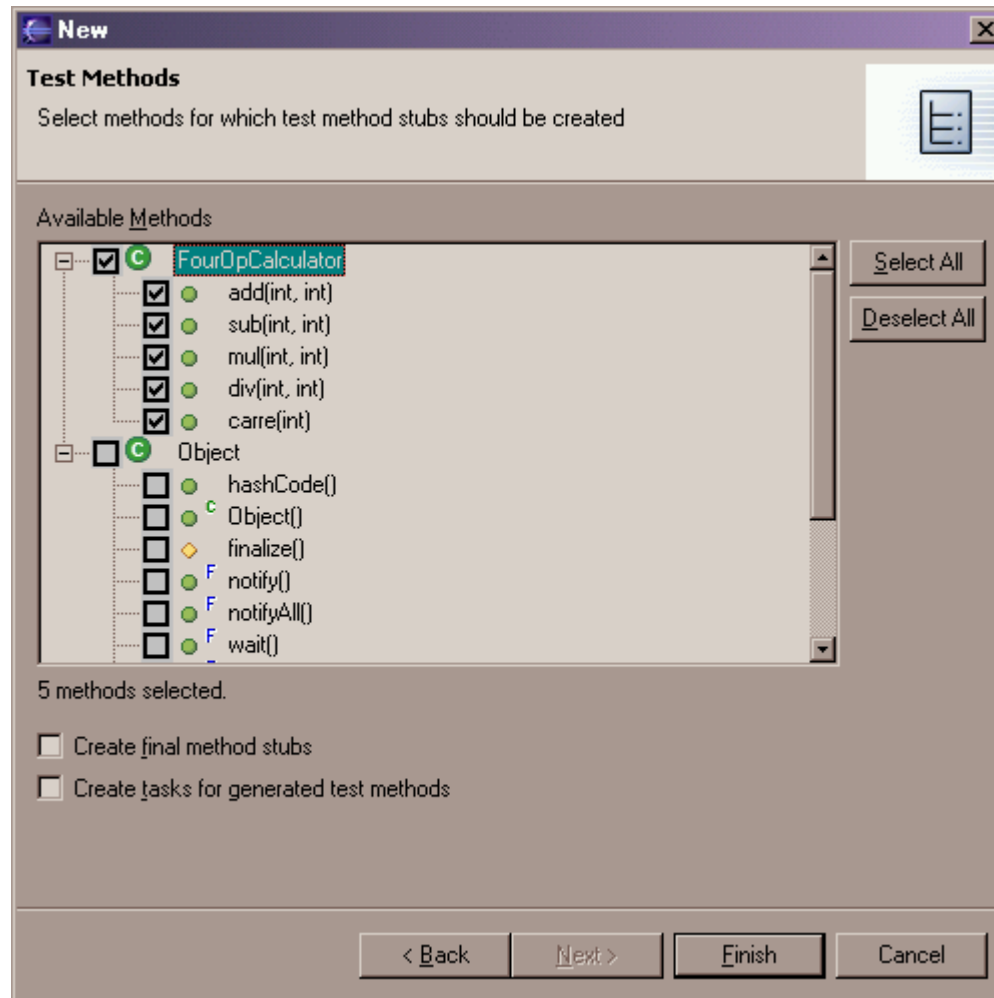 New
Test Methods
Select methods for which test method stubs should be created
Available Methods
FourOpCalculator
Select All
add(int, int)
sub(int, int)
Deselect All
mul(int, int)
div(int, int)
carre(int)
Object
hashCode()
Object()
finalize()
notify()
notifyAll()
wait()
5 methods selected.
Create final method stubs
Create tasks for generated test methods
< Back Next > Finish Cancel